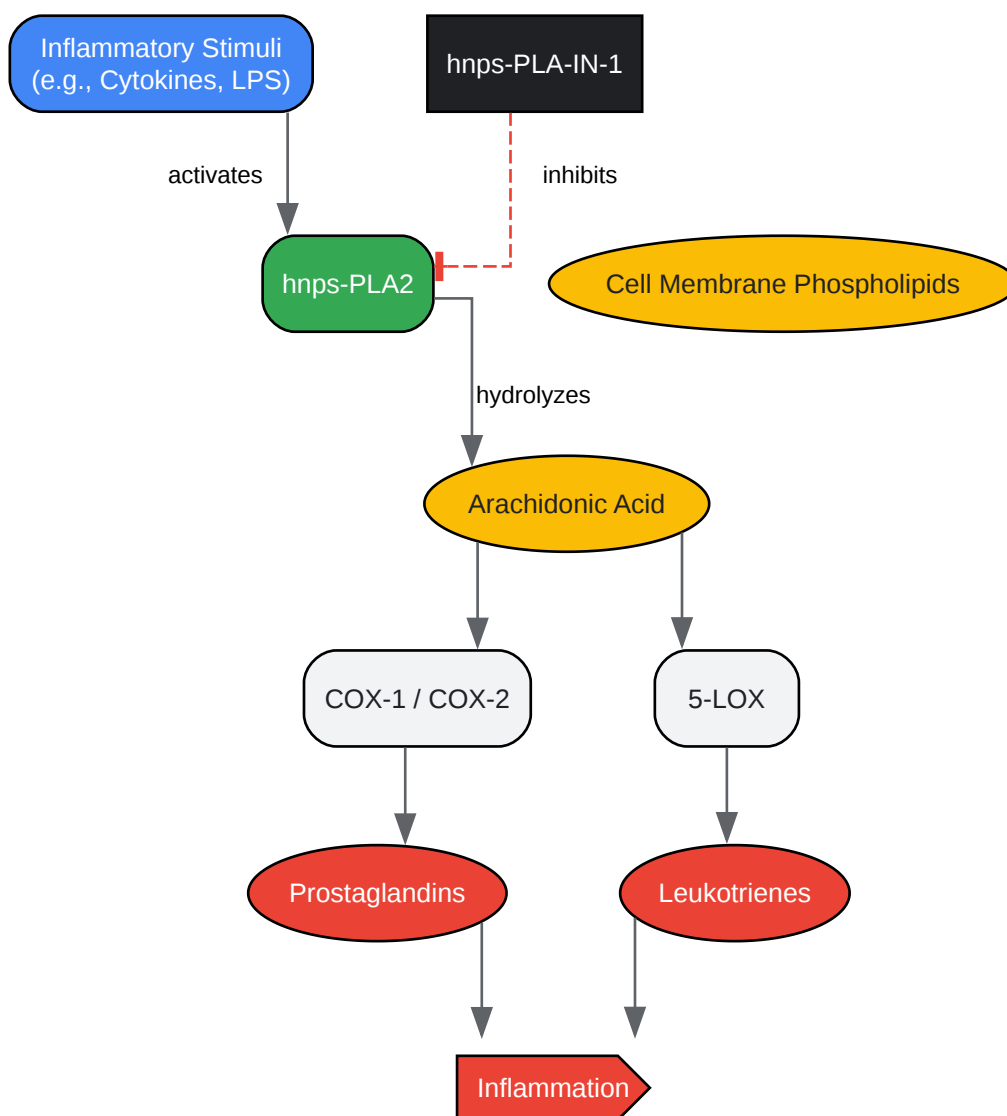 Inflammatory Stimuli
(e.g., Cytokines, LPS)
hnps-PLA-IN-1
activates
inhibits
hnps-PLA2
Cell Membrane Phospholipids
hydrolyzes
Arachidonic Acid
COX-1 / COX-2
5-LOX
Prostaglandins
Leukotrienes
Inflammation